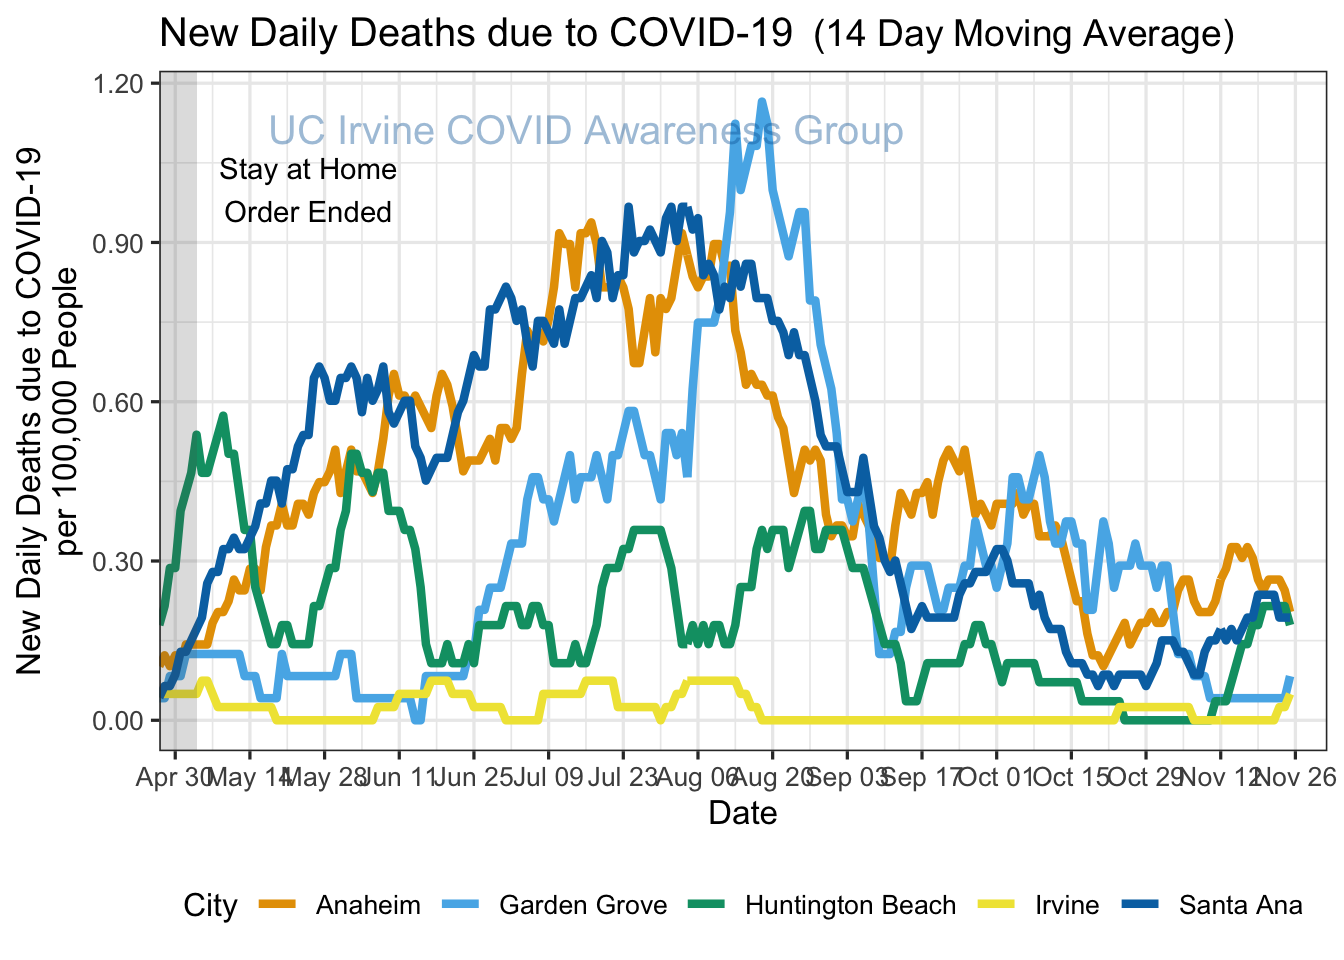 New Daily Deaths due to COVID-19 (14 Day Moving Average)
New Daily Deaths due to COVID-19
per 100,000 People
1.20
0.90
0.60
0.30
0.00
UC Irvine COVID Awareness Group
Stay at Home
Order Ended
Apr 30 May 14 May 28 Jun 11 Jun 25 Jul 09 Jul 23 Aug 06 Aug 20 Sep 03 Sep 17 Oct 01 Oct 15 Oct 29 Nov 12 Nov 26
Date
City Anaheim Garden Grove Huntington Beach Irvine Santa Ana